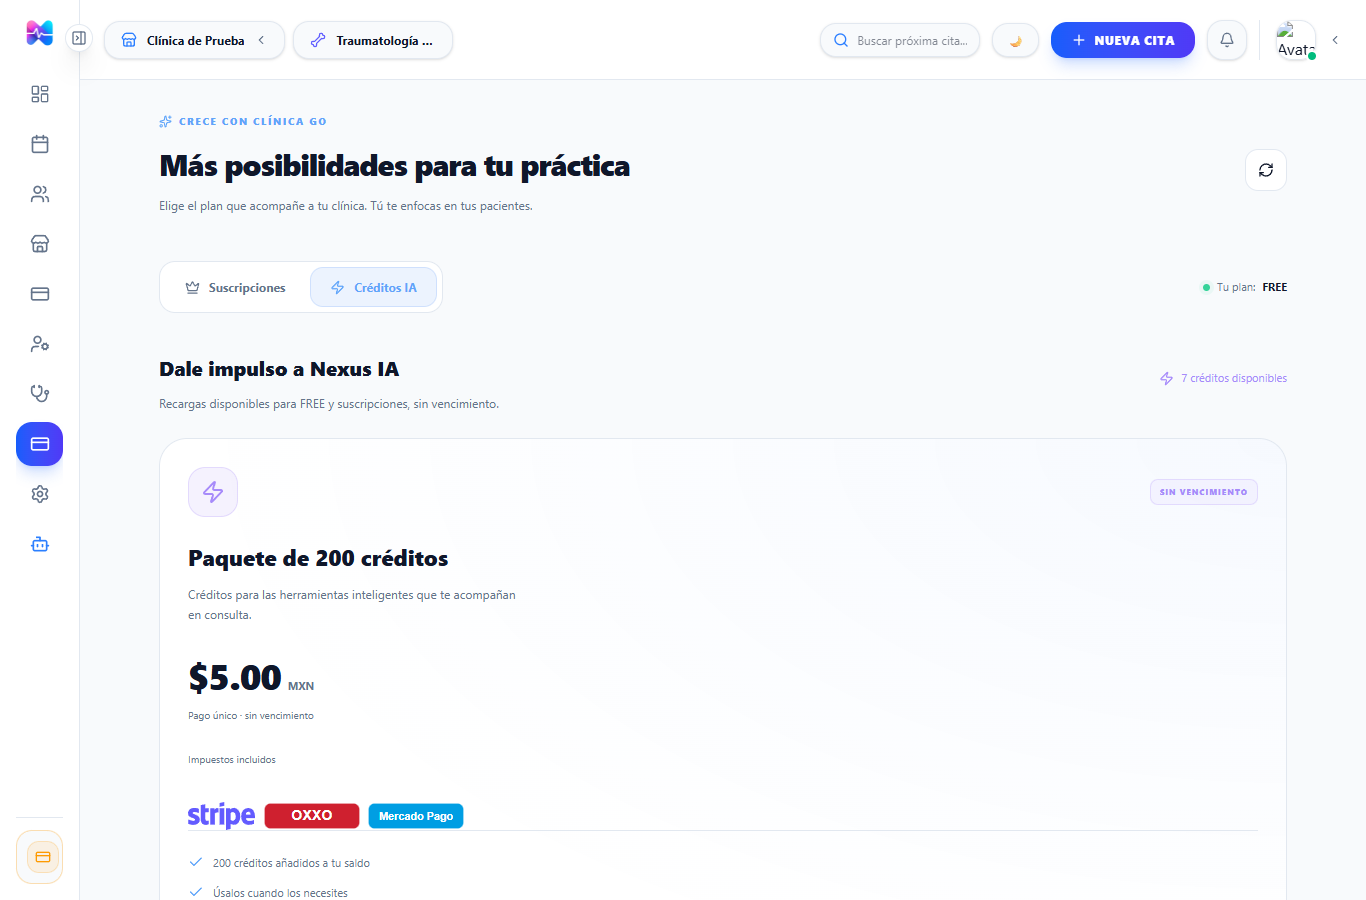 Clínica de Prueba
Traumatología ...
Buscar próxima cita...
NUEVA CITA
Avata
CRECE CON CLÍNICA GO
Más posibilidades para tu práctica
Elige el plan que acompañe a tu clínica. Tú te enfocas en tus pacientes.
Suscripciones
Créditos IA
Tu plan: FREE
Dale impulso a Nexus IA
7 créditos disponibles
Recargas disponibles para FREE y suscripciones, sin vencimiento.
SIN VENCIMIENTO
Paquete de 200 créditos
Créditos para las herramientas inteligentes que te acompañan
en consulta.
$5.00 MXN
Pago único · sin vencimiento
Impuestos incluidos
stripe OXXO Mercado Pago
200 créditos añadidos a tu saldo
Úsalos cuando los necesites